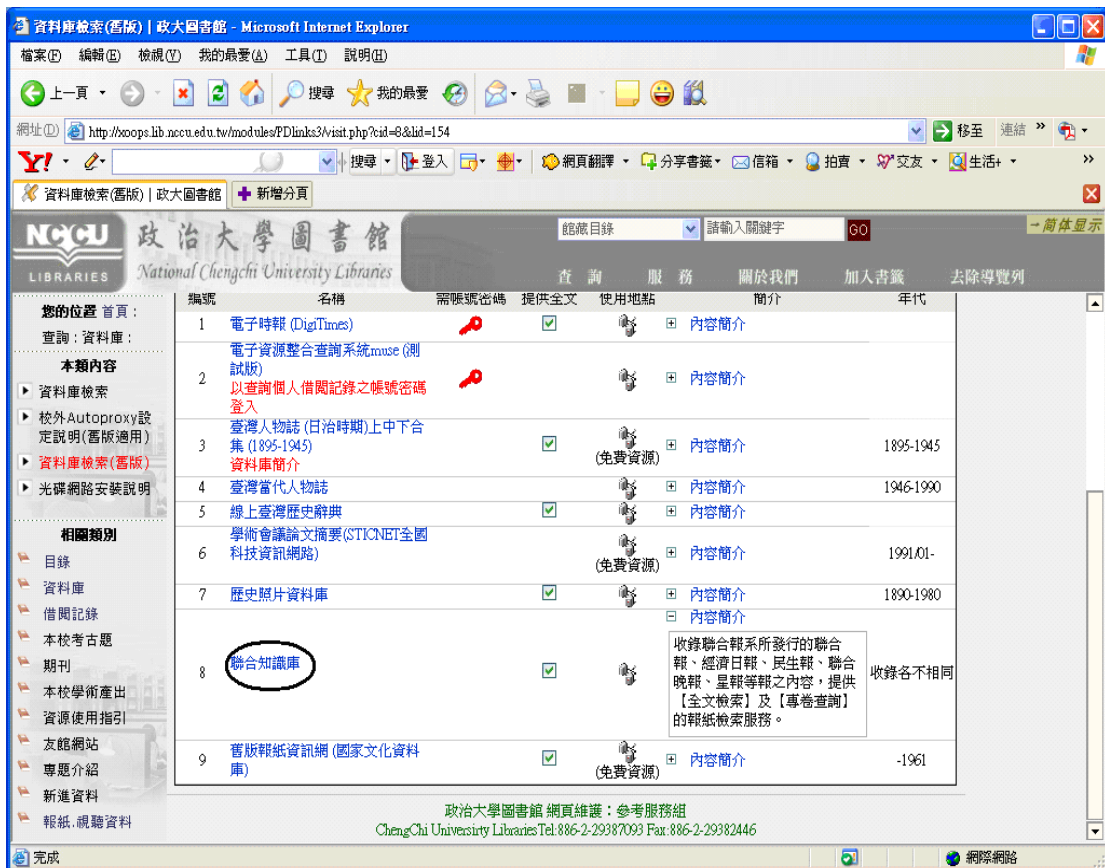 資料庫檢索(舊版) | 政大圖書館 - Microsoft Internet Explorer
檔案(F) 編輯(E) 檢視(V) 我的最愛(A) 工具(T) 說明(H)
上一頁 搜尋 我的最愛
網址(D) http://xoops.lib.nccu.edu.tw/modules/PDlinks3/visit.php?cid=8&lid=154 移至 連結 »
Y! 搜尋 登入 網頁翻譯 分享書籤 信箱 拍賣 交友 生活+ »
資料庫檢索(舊版) | 政大圖書館 新增分頁
NCCU 政治大學圖書館 館藏目錄 請輸入關鍵字 GO →简体显示
LIBRARIES National Chengchi University Libraries 查詢 服務 關於我們 加入書籤 去除導覽列
您的位置 首頁：
查詢：資料庫：
本類內容
資料庫檢索
校外Autoproxy設
定說明(舊版適用)
資料庫檢索(舊版)
光碟網路安裝說明
相關類別
目錄
資料庫
借閱記錄
本校考古題
期刊
本校學術產出
資源使用指引
友館網站
專題介紹
新進資料
報紙.視聽資料
編號 名稱 需帳號密碼 提供全文 使用地點 簡介 年代
1 電子時報 (DigiTimes) 內容簡介
電子資源整合查詢系統muse (測
試版)
2 內容簡介
以查詢個人借閱記錄之帳號密碼
登入
臺灣人物誌 (日治時期)上中下合
3 集 (1895-1945) (免費資源) 內容簡介 1895-1945
資料庫簡介
4 臺灣當代人物誌 內容簡介 1946-1990
5 線上臺灣歷史辭典 內容簡介
學術會議論文摘要(STICNET全國
6 科技資訊網路) (免費資源) 內容簡介 1991/01-
7 歷史照片資料庫 內容簡介 1890-1980
內容簡介
8 聯合知識庫 收錄各不相同
收錄聯合報系所發行的聯合
報、經濟日報、民生報、聯合
晚報、星報等報之內容，提供
【全文檢索】及【專卷查詢】
的報紙檢索服務。
舊版報紙資訊網 (國家文化資料
9 庫) (免費資源) 內容簡介 -1961
政治大學圖書館 網頁維護：參考服務組
ChengChi Universirty LibrariesTel:886-2-29387093 Fax:886-2-29382446
完成 網際網路